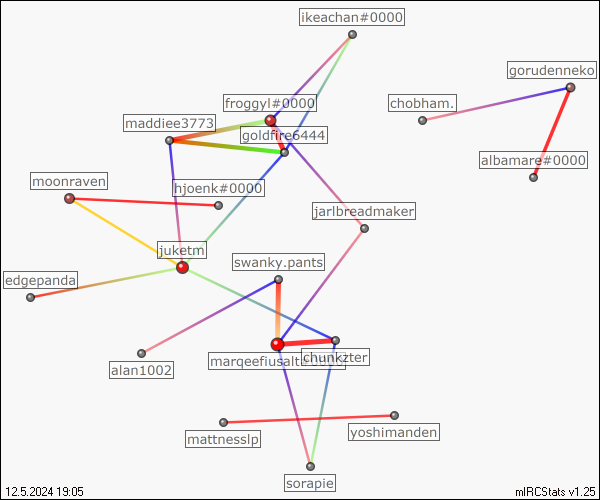 ikeachan#0000
gorudenneko
froggyl#0000
chobham.
maddiee3773
goldfire6444
albamare#0000
moonraven
hjoenk#0000
jarlbreadmaker
juketm
swanky.pants
edgepanda
chunkzter
alan1002
mattnesslp
yoshimanden
sorapie
12.5.2024 19:05
mIRCStats v1.25